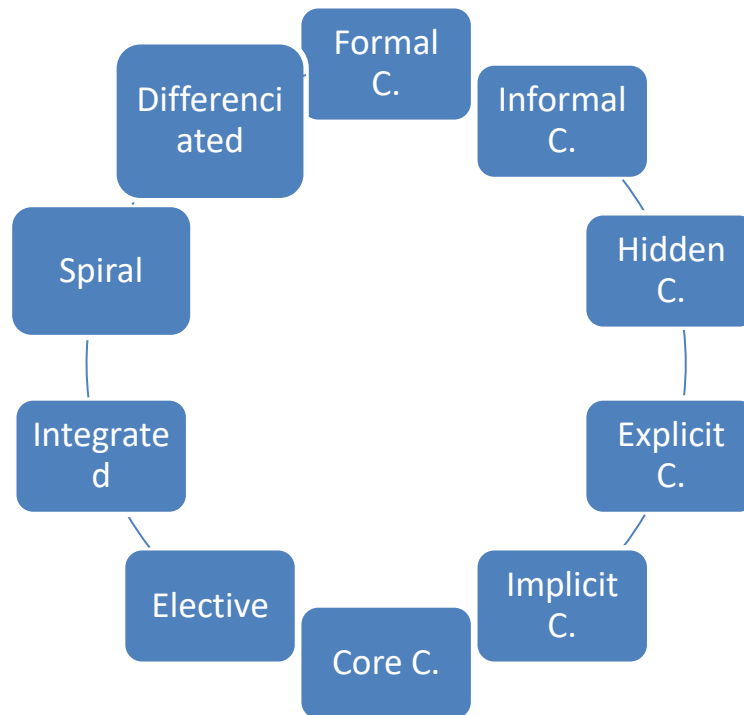 Formal
C.
Informal
C.
Hidden
C.
Explicit
C.
Implicit
C.
Core C.
Elective
Integrate
d
Spiral
Differenci
ated